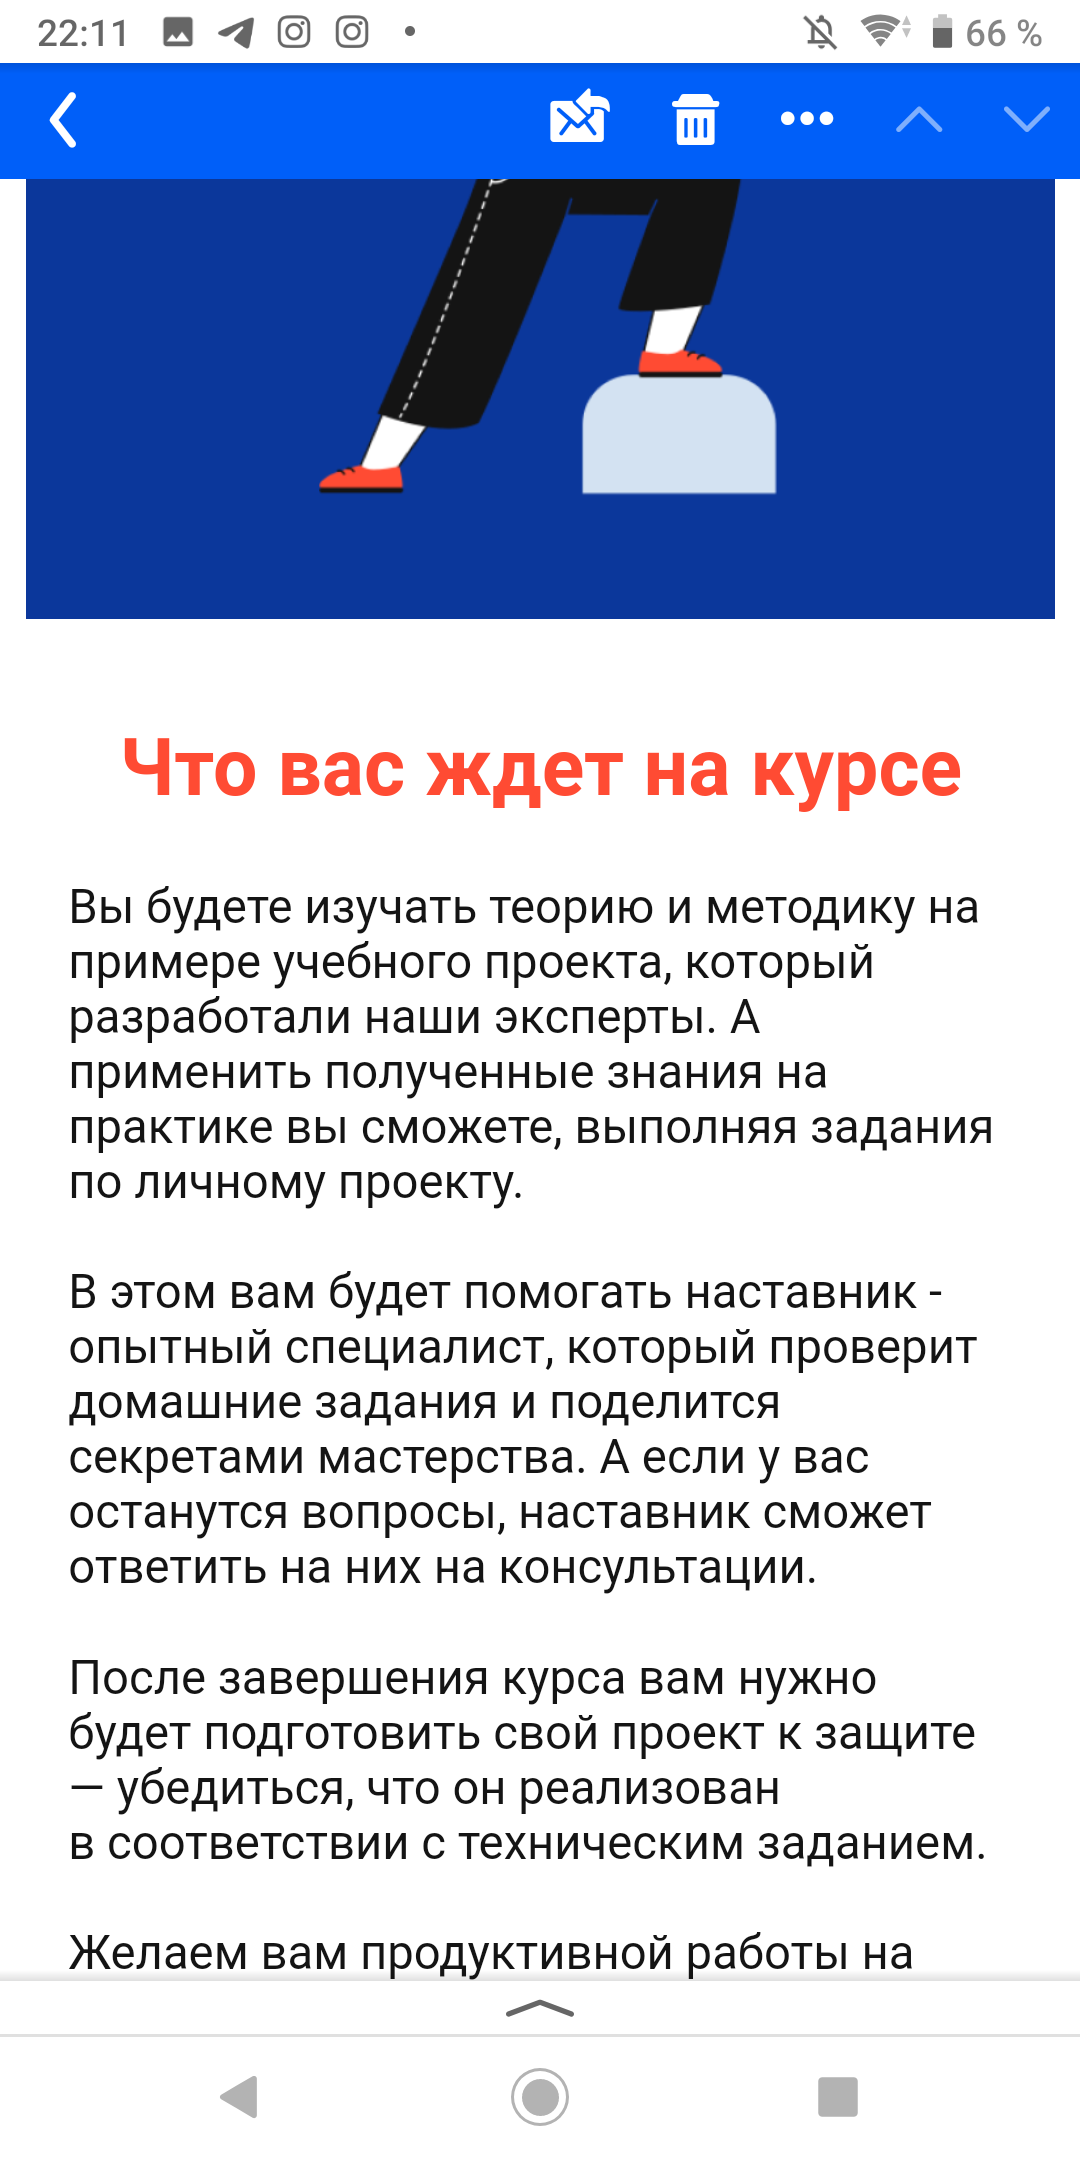 22:11
66 %
Что вас ждет на курсе
Вы будете изучать теорию и методику на
примере учебного проекта, который
разработали наши эксперты. А
применить полученные знания на
практике вы сможете, выполняя задания
по личному проекту.
В этом вам будет помогать наставник -
опытный специалист, который проверит
домашние задания и поделится
секретами мастерства. А если у вас
останутся вопросы, наставник сможет
ответить на них на консультации.
После завершения курса вам нужно
будет подготовить свой проект к защите
— убедиться, что он реализован
в соответствии с техническим заданием.
Желаем вам продуктивной работы на